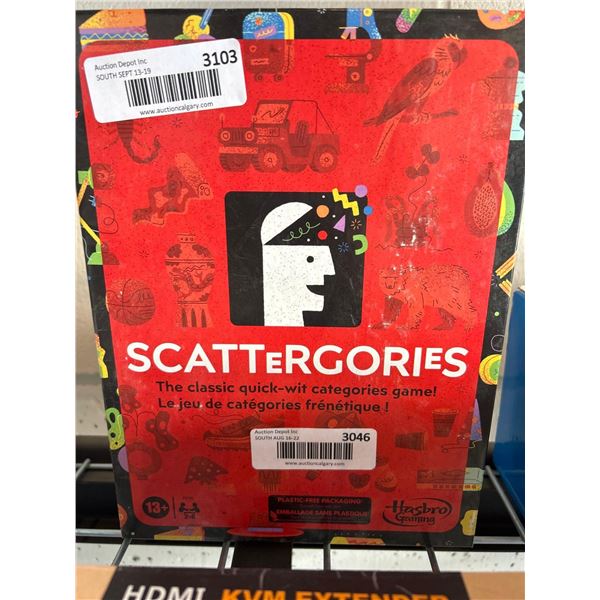 Auction Depot Inc
SOUTH SEPT 13-19
3103
www.auctioncalgary.com
SCATTERGORIES
The classic quick-wit categories game!
Le jeu de catégories frénétique !
Auction Depot Inc
SOUTH AUG 16-22
3046
www.auctioncalgary.com
13+
2-6
PLASTIC-FREE PACKAGING
EMBALLAGE SANS PLASTIQUE
Hasbro
Gaming
HDMI KVM EXTENDER